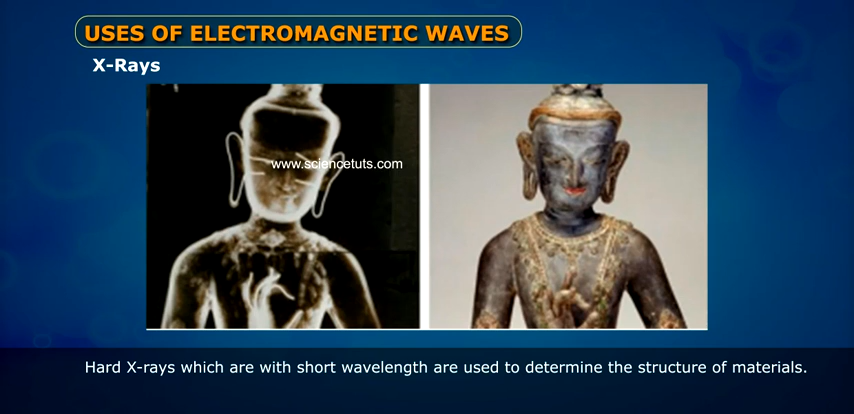 USES OF ELECTROMAGNETIC WAVES
X-Rays
www.sciencetuts.com
Hard X-rays which are with short wavelength are used to determine the structure of materials.